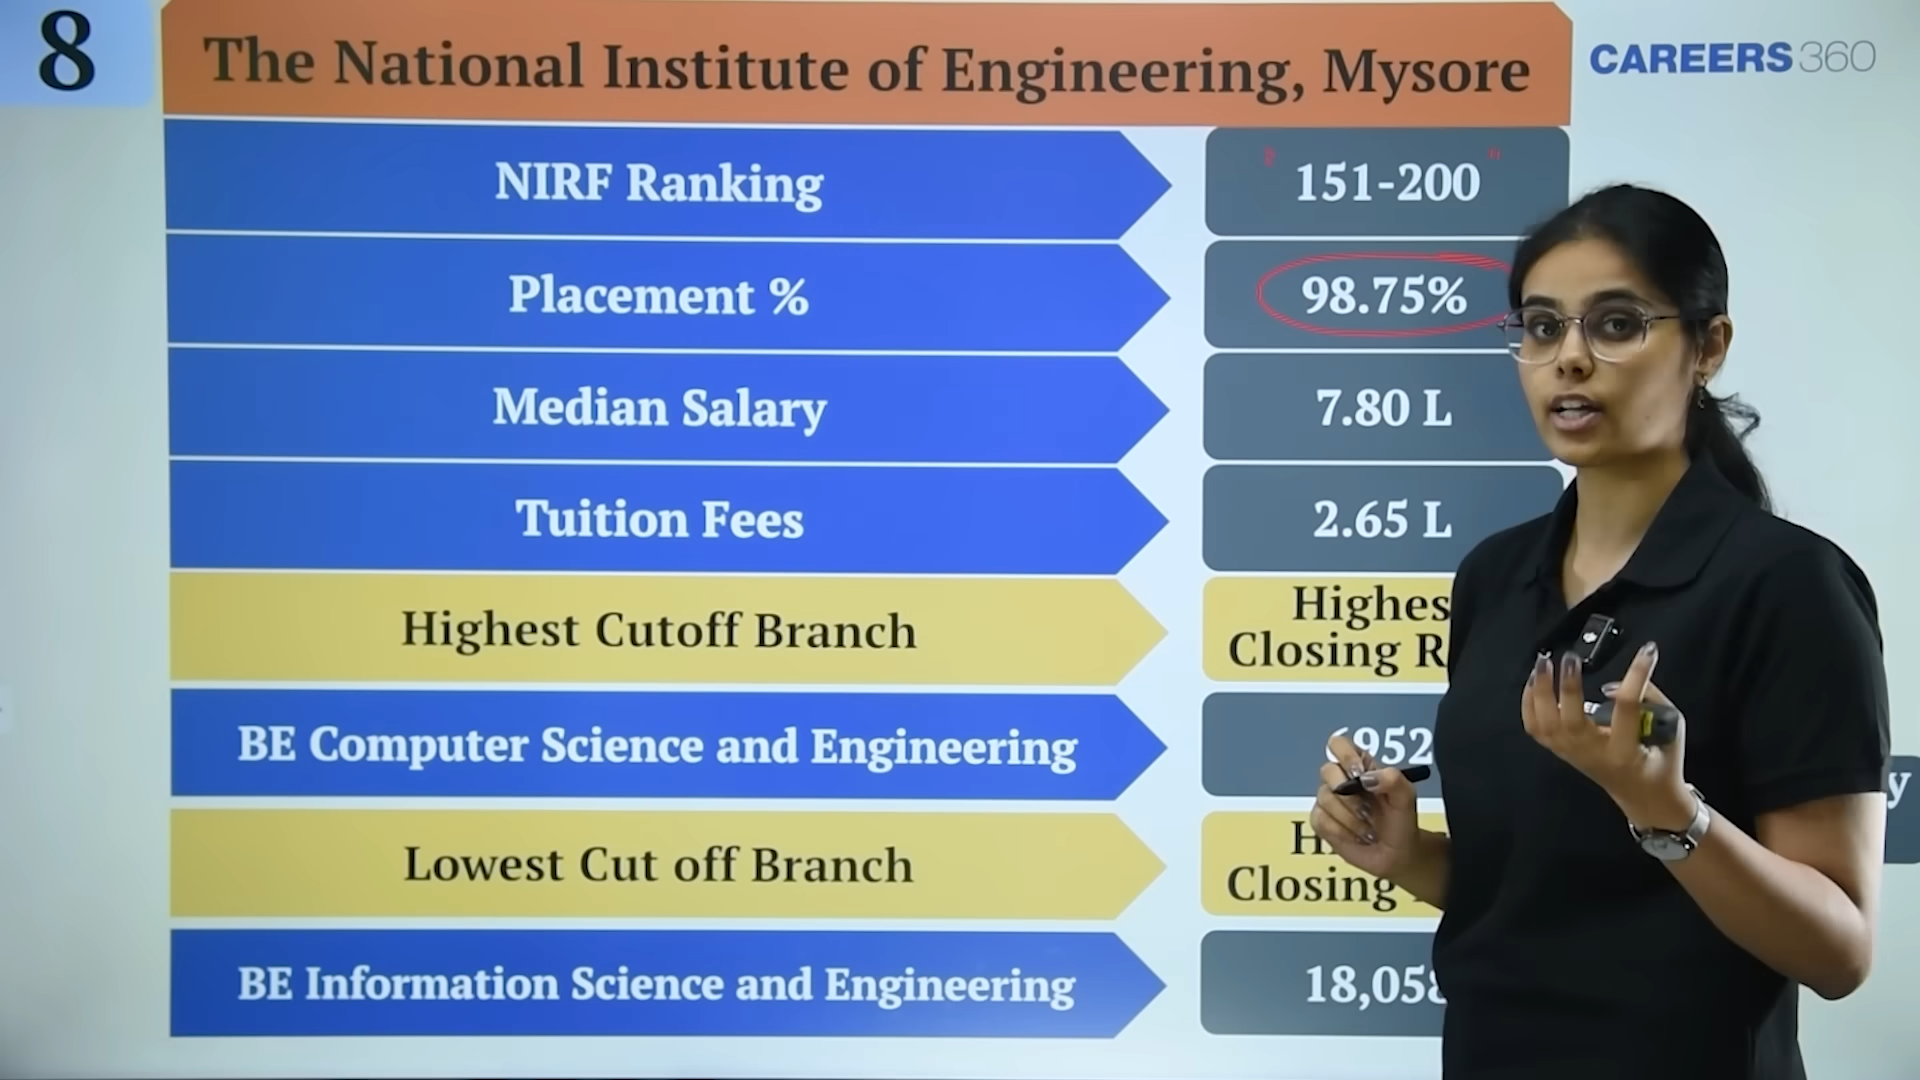 8
The National Institute of Engineering, Mysore
CAREERS360
NIRF Ranking
151-200
Placement %
98.75%
Median Salary
7.80 L
Tuition Fees
2.65 L
Highest Cutoff Branch
Closing
BE Computer Science and Engineering
Lowest Cut off Branch
Closing
BE Information Science and Engineering